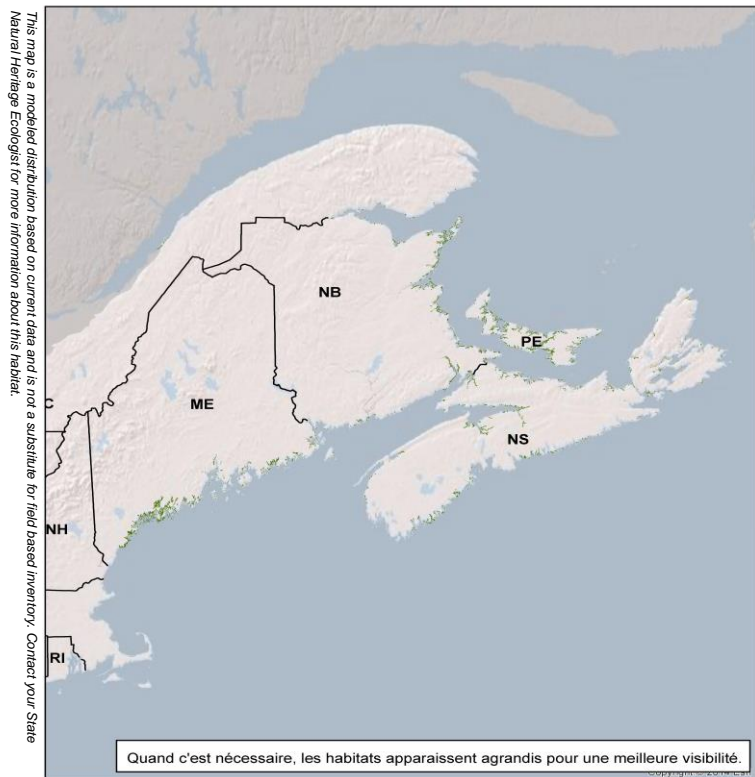 This map is a modeled distribution based on current data and is not a substitute for field based inventory. Contact your State
Natural Heritage Ecologist for more information about this habitat.
NB
PE
C
ME
NS
NH
RI
Quand c'est nécessaire, les habitats apparaissent agrandis pour une meilleure visibilité.